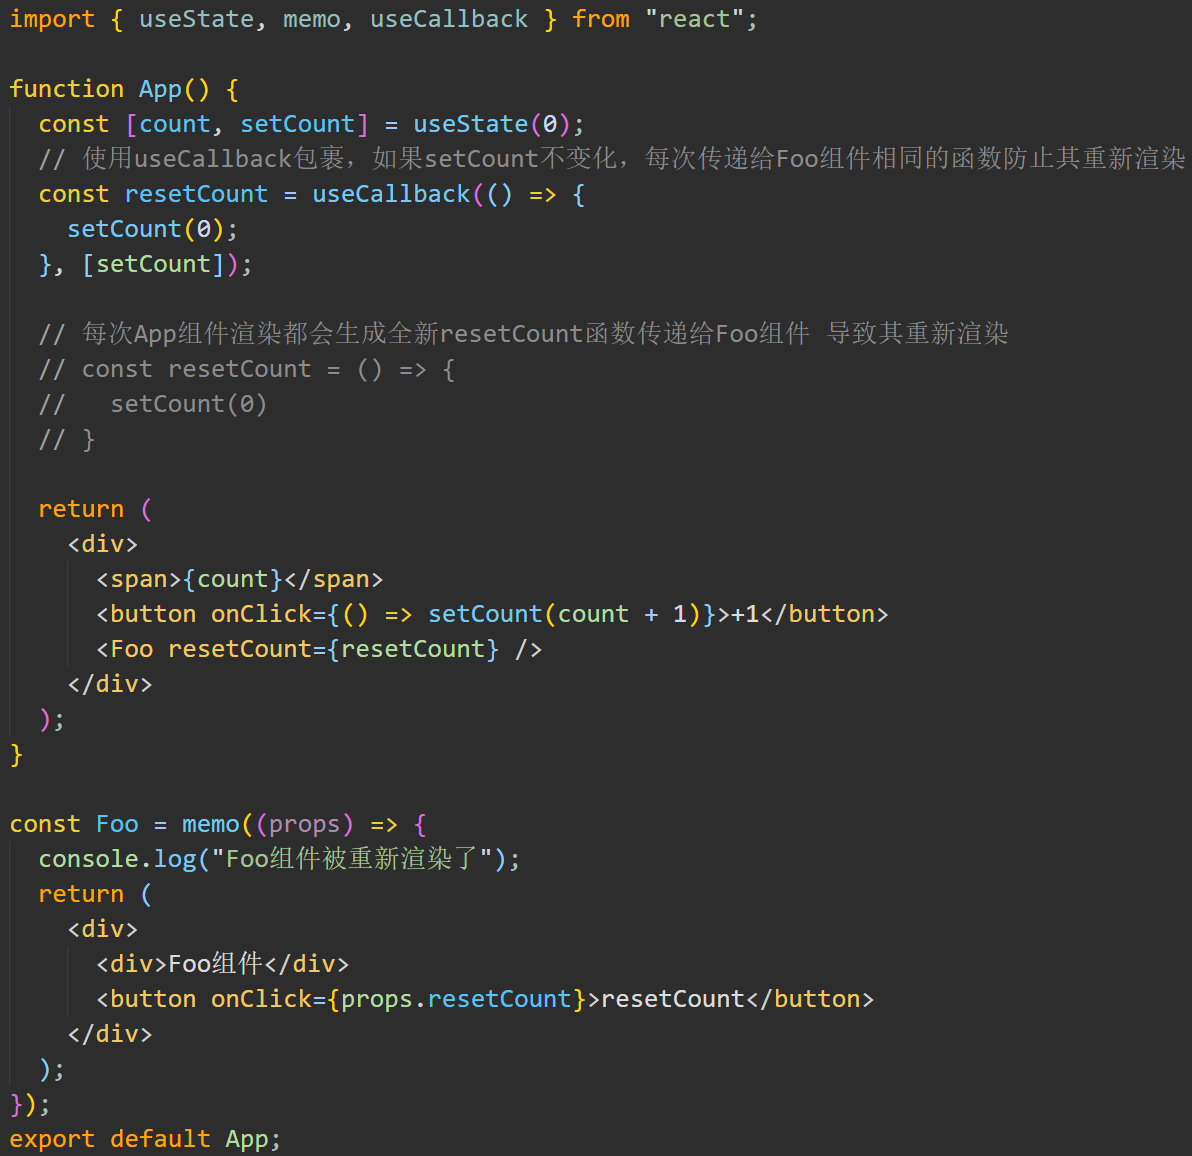 import { useState, memo, useCallback } from "react";
function App() {
const [count, setCount] = useState(0);
// 使用useCallback包裹，如果setCount不变化，每次传递给Foo组件相同的函数防止其重新渲染
const resetCount = useCallback(() => {
setCount(0);
}, [setCount]);
// 每次App组件渲染都会生成全新resetCount函数传递给Foo组件 导致其重新渲染
// const resetCount = () => {
//   setCount(0)
// }
return (
<div>
<span>{count}</span>
<button onClick={() => setCount(count + 1)}>+1</button>
<Foo resetCount={resetCount} />
</div>
);
}
const Foo = memo((props) => {
console.log("Foo组件被重新渲染了");
return (
<div>
<div>Foo组件</div>
<button onClick={props.resetCount}>resetCount</button>
</div>
);
});
export default App;